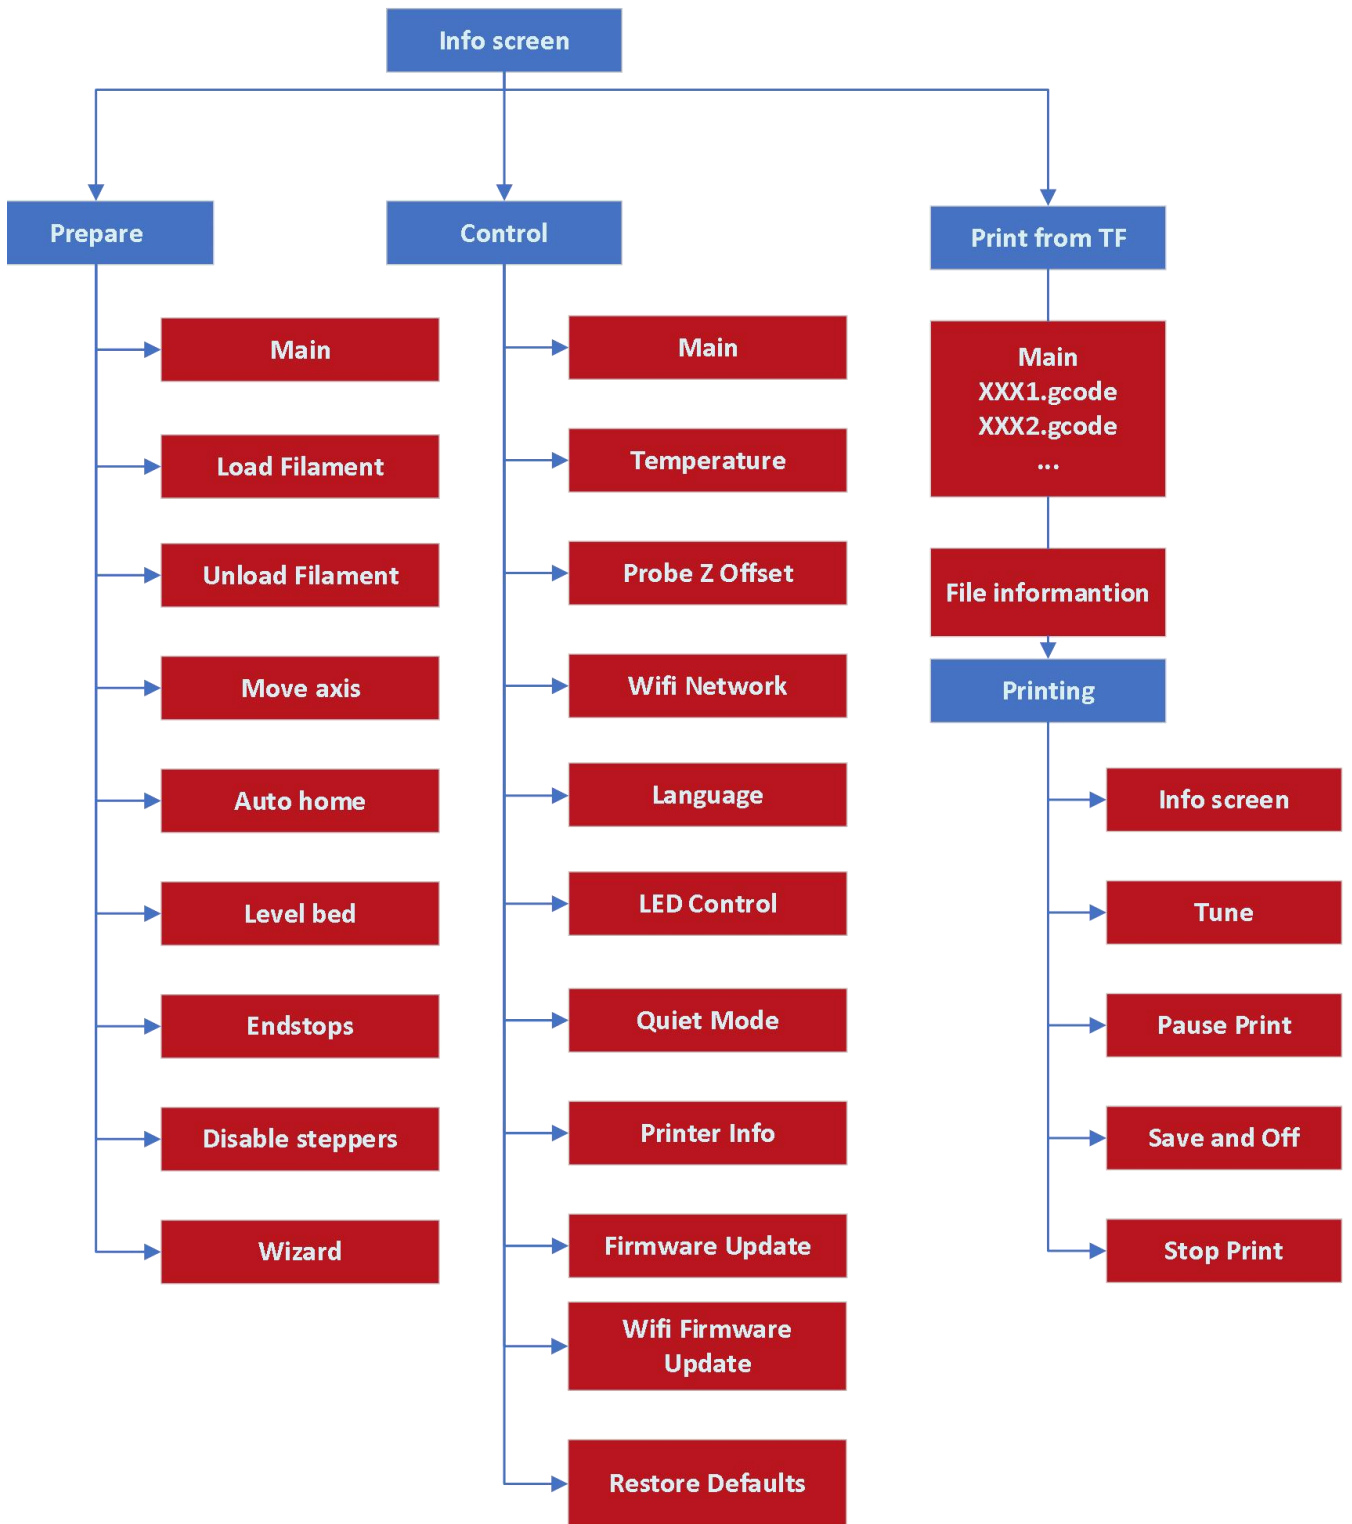 Info screen
Prepare
Control
Print from TF
Main
Load Filament
Unload Filament
Move axis
Auto home
Level bed
Endstops
Disable steppers
Wizard
Main
Temperature
Probe Z Offset
Wifi Network
Language
LED Control
Quiet Mode
Printer Info
Firmware Update
Wifi Firmware
Update
Restore Defaults
Main
XXX1.gcode
XXX2.gcode
...
File informantion
Printing
Info screen
Tune
Pause Print
Save and Off
Stop Print